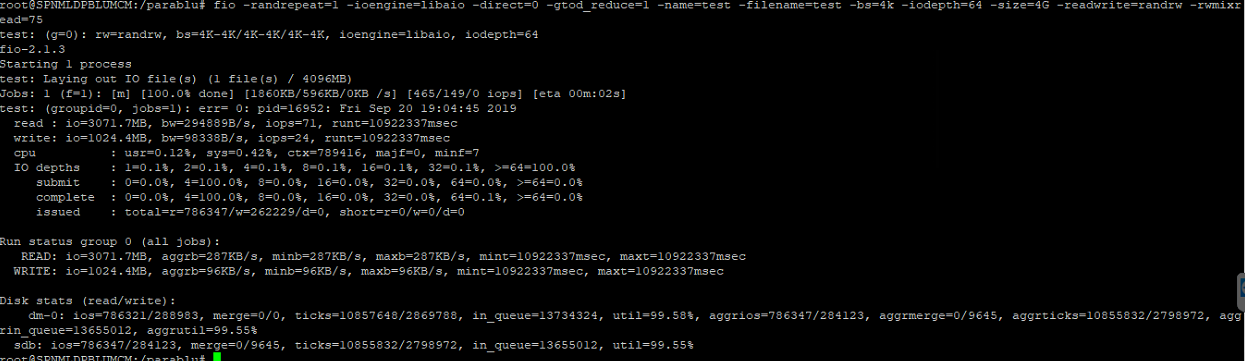 root@SPNMLDPBLUMCM:/parablu# fio -randrepeat=1 -ioengine=libaio -direct=0 -gtod_reduce=1 -name=test -filename=test -bs=4k -iodepth=64 -size=4G -readwrite=randrw -rwmixr
ead=75
test: (g=0): rw=randrw, bs=4K-4K/4K-4K/4K-4K, ioengine=libaio, iodepth=64
fio-2.1.3
Starting 1 process
test: Laying out IO file(s) (1 file(s) / 4096MB)
Jobs: 1 (f=1): [m] [100.0% done] [1860KB/596KB/0KB /s] [465/149/0 iops] [eta 00m:02s]
test: (groupid=0, jobs=1): err= 0: pid=16952: Fri Sep 20 19:04:45 2019
read : io=3071.7MB, bw=294889B/s, iops=71, runt=10922337msec
write: io=1024.4MB, bw=98338B/s, iops=24, runt=10922337msec
cpu : usr=0.12%, sys=0.42%, ctx=789416, majf=0, minf=7
IO depths : 1=0.1%, 2=0.1%, 4=0.1%, 8=0.1%, 16=0.1%, 32=0.1%, >=64=100.0%
submit : 0=0.0%, 4=100.0%, 8=0.0%, 16=0.0%, 32=0.0%, 64=0.0%, >=64=0.0%
complete : 0=0.0%, 4=100.0%, 8=0.0%, 16=0.0%, 32=0.0%, 64=0.1%, >=64=0.0%
issued : total=r=786347/w=262229/d=0, short=r=0/w=0/d=0
Run status group 0 (all jobs):
READ: io=3071.7MB, aggrb=287KB/s, minb=287KB/s, maxb=287KB/s, mint=10922337msec, maxt=10922337msec
WRITE: io=1024.4MB, aggrb=96KB/s, minb=96KB/s, maxb=96KB/s, mint=10922337msec, maxt=10922337msec
Disk stats (read/write):
dm-0: ios=786321/288983, merge=0/0, ticks=10857648/2869788, in_queue=13734324, util=99.58%, aggrios=786347/284123, aggrmerge=0/9645, aggrticks=10855832/2798972, agg
rin_queue=13655012, aggrutil=99.55%
sdb: ios=786347/284123, merge=0/9645, ticks=10855832/2798972, in_queue=13655012, util=99.55%
root@SPNMLDPBLUMCM:/parablu#